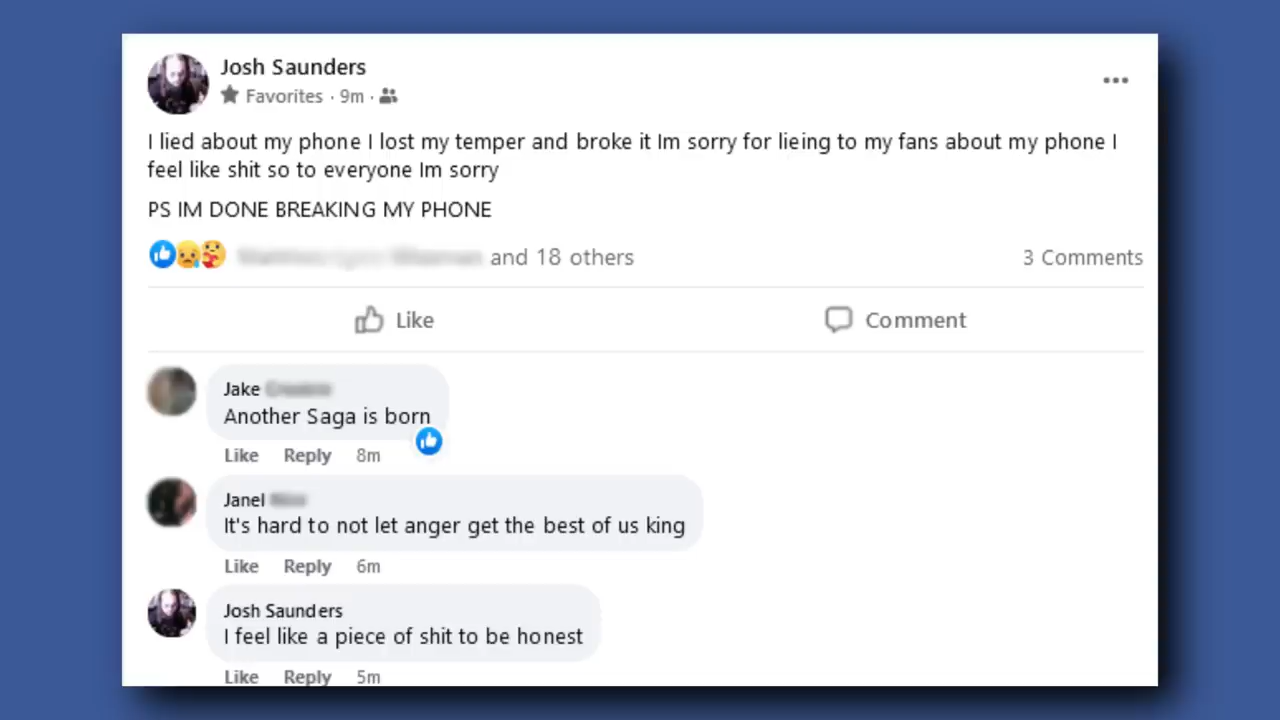 Josh Saunders
Favorites · 9m ·
I lied about my phone I lost my temper and broke it Im sorry for lieing to my fans about my phone I
feel like shit so to everyone Im sorry
PS IM DONE BREAKING MY PHONE
and 18 others
3 Comments
Like
Comment
Jake
Another Saga is born
Like Reply 8m
Janel
It's hard to not let anger get the best of us king
Like Reply 6m
Josh Saunders
I feel like a piece of shit to be honest
Like Reply 5m